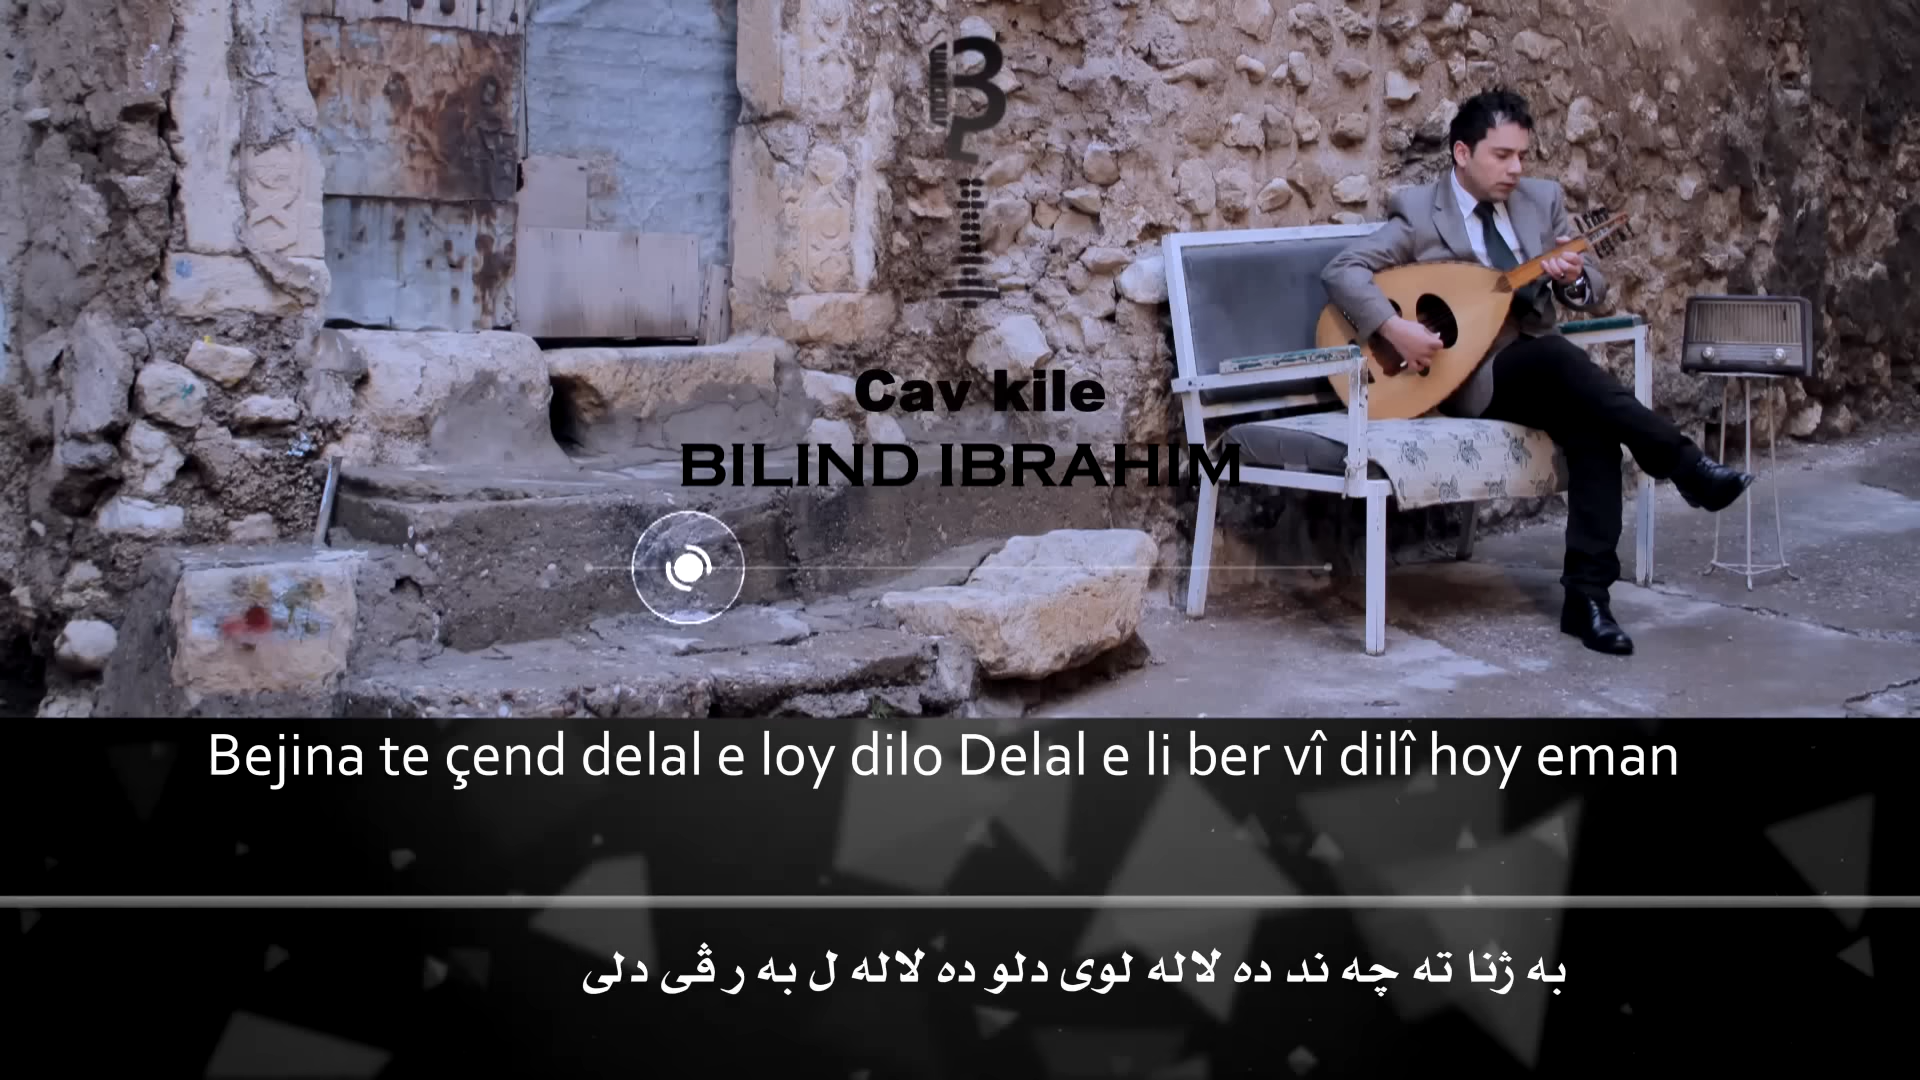 Cav kile
BILIND IBRAHIM
Bejina te çend delal e loy dilo Delal e li ber vî dilî hoy eman
به ژنا ته چه ند ده لاله لوی دلو ده لاله ل به ر ڤی دلی